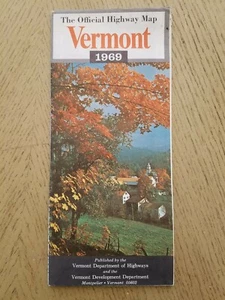 The Official Highway Map
Vermont
1969
Published by the
Vermont Department of Highways
and the
Vermont Development Department
Montpelier • Vermont 05602